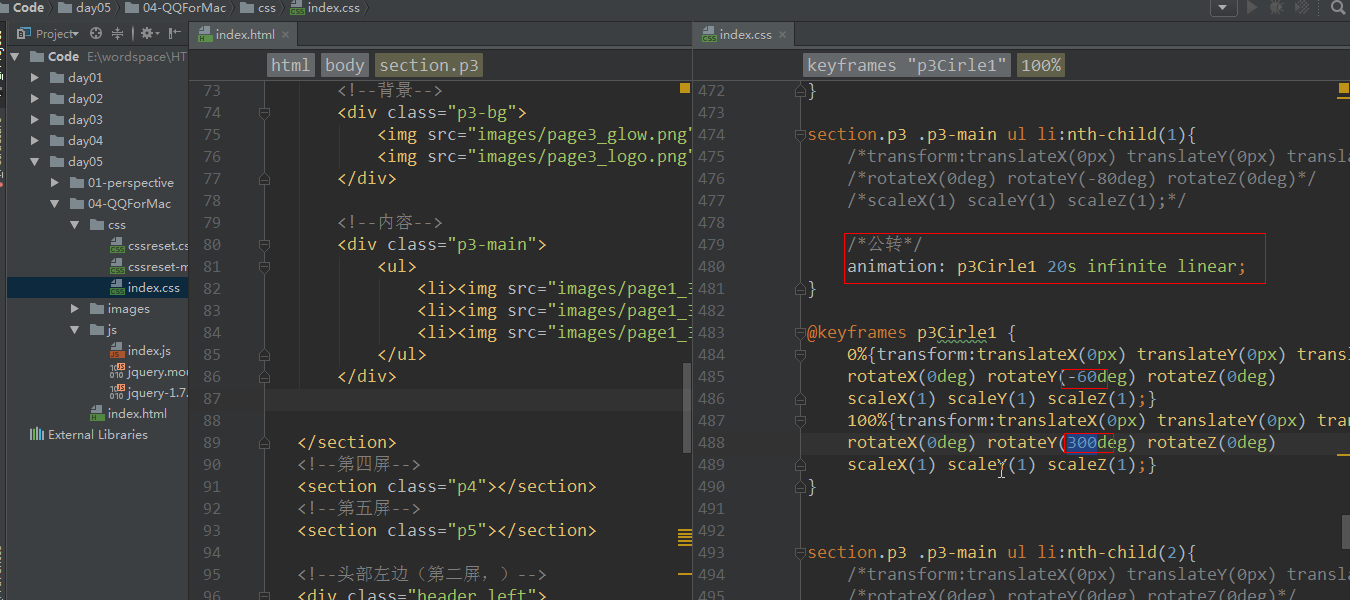 Code day05 04-QQForMac css index.css
Project
Code E:\wordspace\HT
day01
day02
day03
day04
day05
01-perspective
04-QQForMac
css
cssreset.cs
cssreset-m
index.css
images
js
index.js
jquery.mou
jquery-1.7.
index.html
External Libraries
index.html
html body section.p3
73 <!--背景-->
74 <div class="p3-bg">
75 <img src="images/page3_glow.png"
76 <img src="images/page3_logo.png"
77 </div>
78
79 <!--内容-->
80 <div class="p3-main">
81 <ul>
82 <li><img src="images/page1_3
83 <li><img src="images/page1_3
84 <li><img src="images/page1_3
85 </ul>
86 </div>
87
88
89 </section>
90 <!--第四屏-->
91 <section class="p4"></section>
92 <!--第五屏-->
93 <section class="p5"></section>
94
95 <!--头部左边（第二屏，）-->
96 <div class="header_left">
index.css
keyframes "p3Cirle1" 100%
472 }
473
474 section.p3 .p3-main ul li:nth-child(1){
475 /*transform:translateX(0px) translateY(0px) transla
476 /*rotateX(0deg) rotateY(-80deg) rotateZ(0deg)*/
477 /*scaleX(1) scaleY(1) scaleZ(1);*/
478
479 /*公转*/
480 animation: p3Cirle1 20s infinite linear;
481 }
482
483 @keyframes p3Cirle1 {
484 0%{transform:translateX(0px) translateY(0px) trans
485 rotateX(0deg) rotateY(-60deg) rotateZ(0deg)
486 scaleX(1) scaleY(1) scaleZ(1);}
487 100%{transform:translateX(0px) translateY(0px) tra
488 rotateX(0deg) rotateY(300deg) rotateZ(0deg)
489 scaleX(1) scaleY(1) scaleZ(1);}
490 }
491
492
493 section.p3 .p3-main ul li:nth-child(2){
494 /*transform:translateX(0px) translateY(0px) transla
495 /*rotateX(0deg) rotateY(0deg) rotateZ(0deg)*/